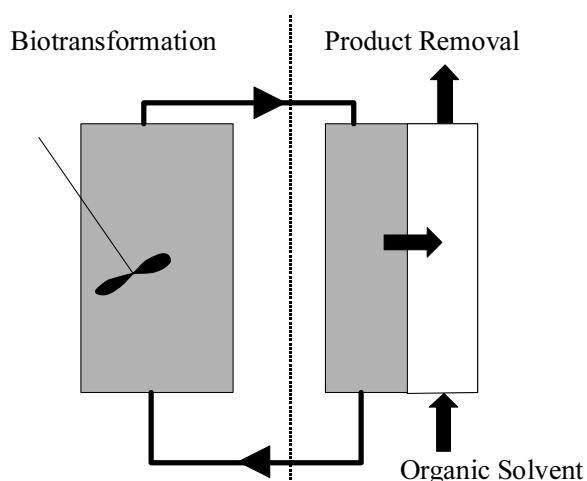 Biotransformation
Product Removal
Organic Solvent